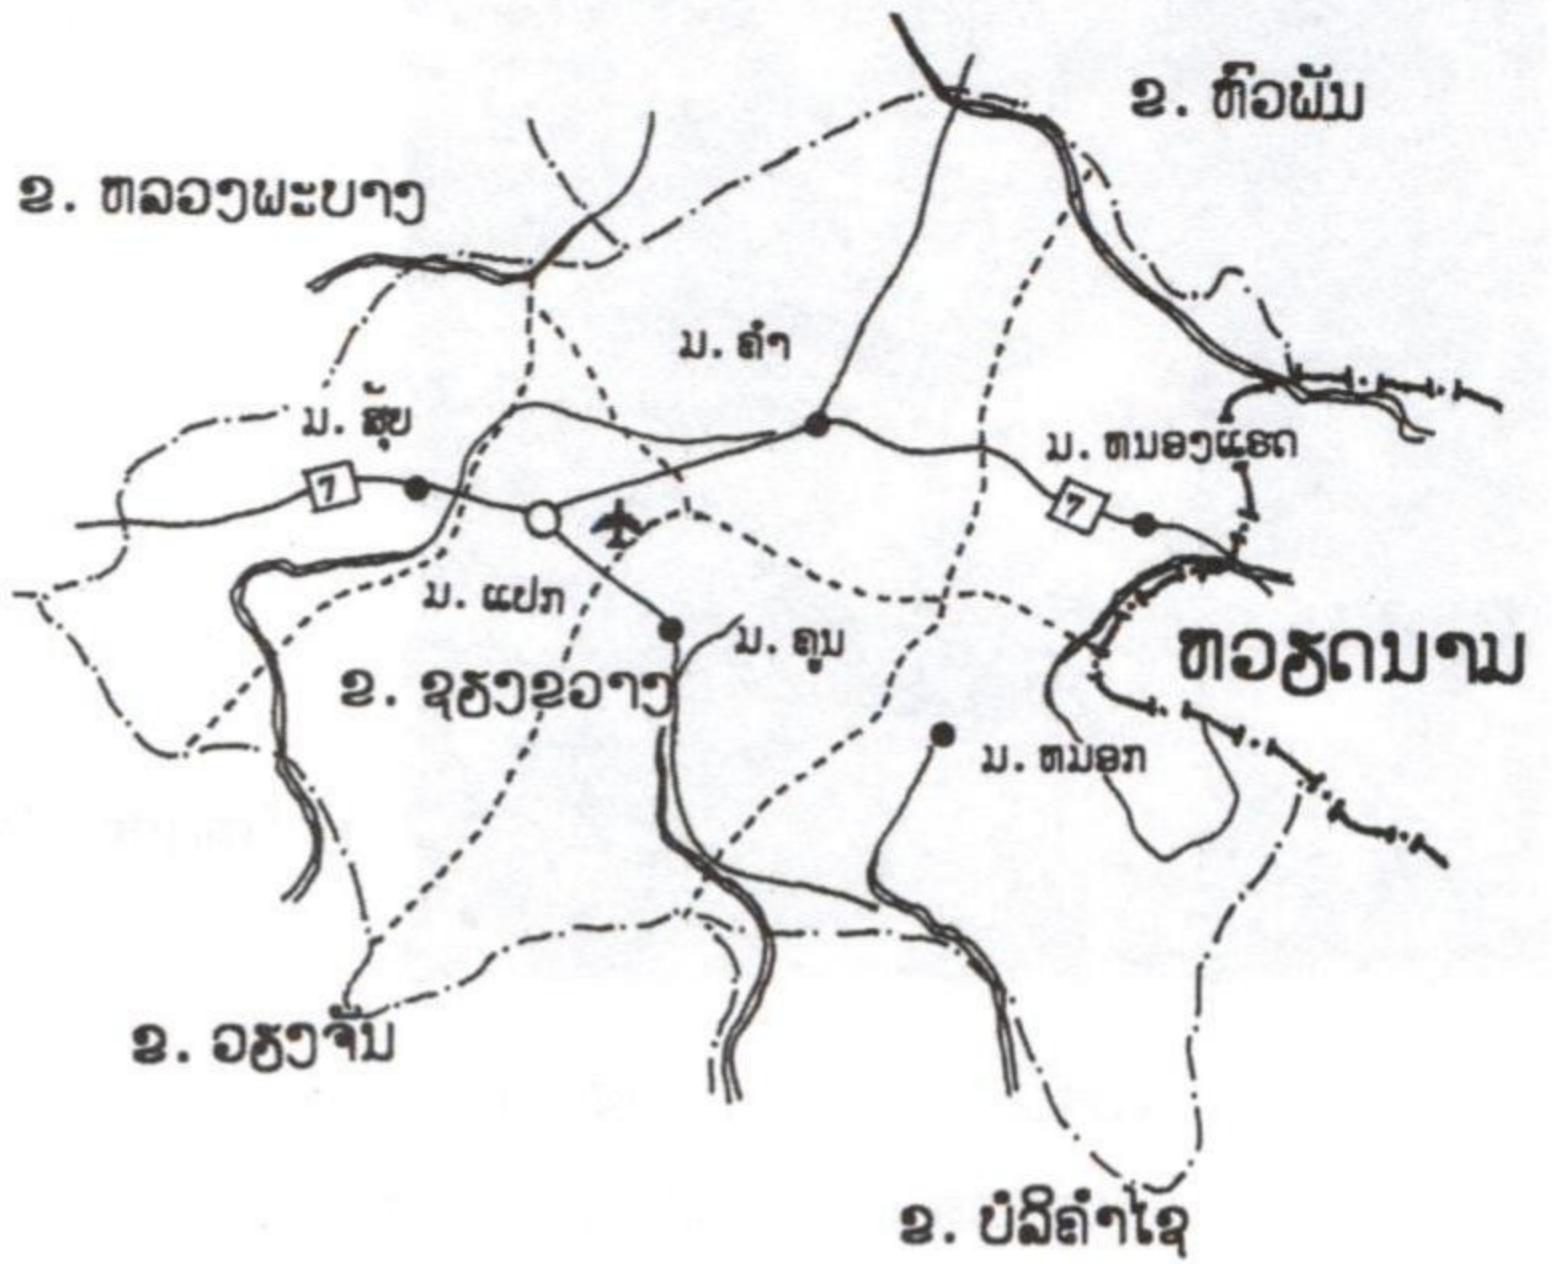 ຂ. ຫົວພັນ
ຂ. ຫລວງພະບາງ
ມ. ຄຳ
ມ. ສຸ້ຍ
ມ. ຫນອງແຮດ
7
7
ມ. ແປກ
ມ. ຄູນ
ຫວຽດນາມ
ຂ. ຊຽງຂວາງ
ມ. ຫມອກ
ຂ. ວຽງຈັນ
ຂ. ບໍລິຄຳໄຊ